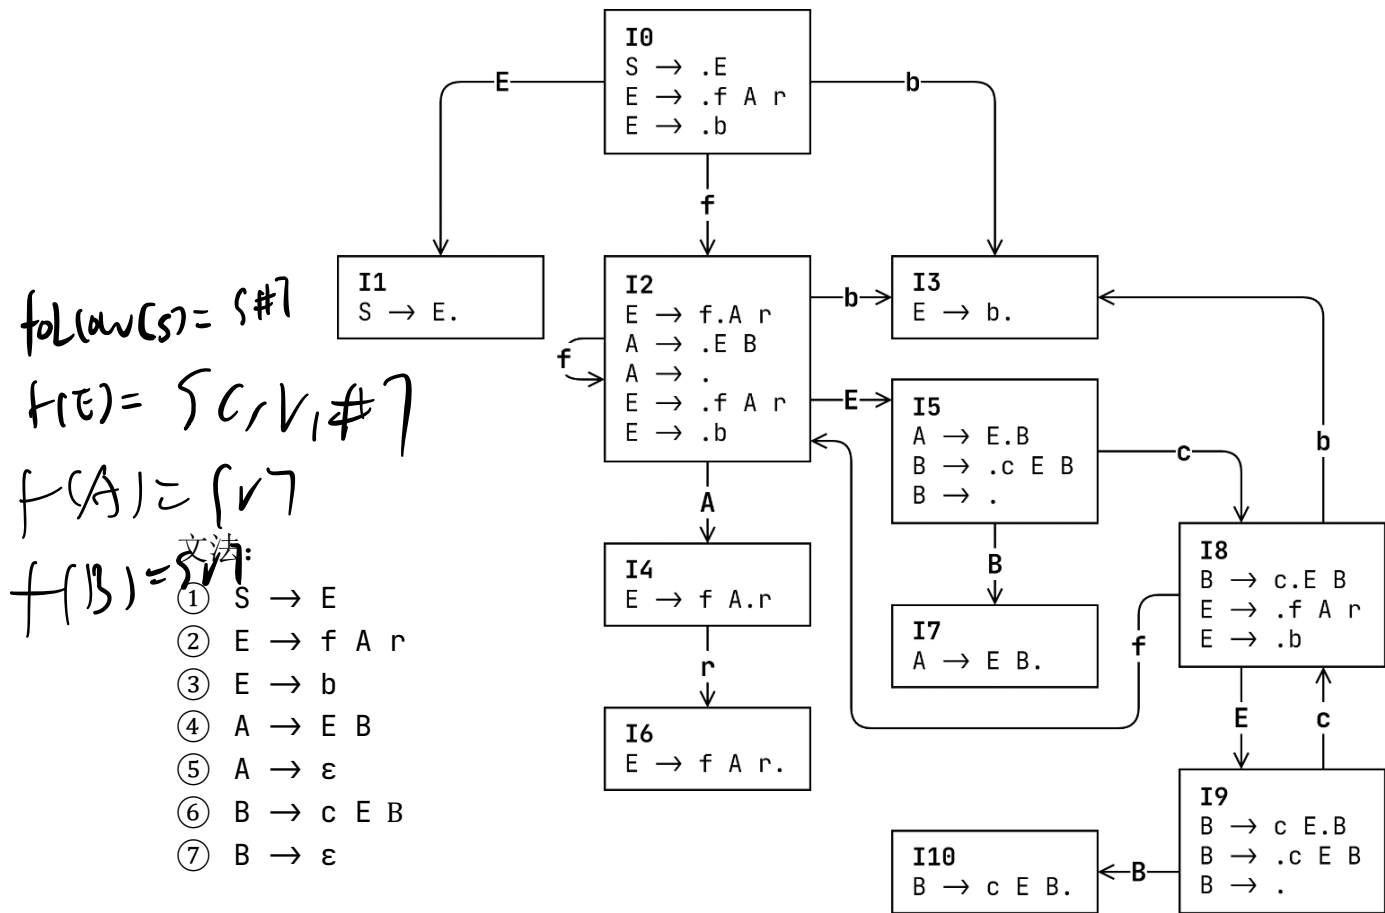 I0
S → .E
E → .f A r
E → .b
E
b
f
I1
S → E.
I2
E → f.A r
A → .E B
A → .
E → .f A r
E → .b
b
I3
E → b.
f
E
I5
A → E.B
B → .c E B
B → .
c
b
A
B
I4
E → f A.r
I7
A → E B.
I8
B → c.E B
E → .f A r
E → .b
f
r
I6
E → f A r.
E
c
I9
B → c E.B
B → .c E B
B → .
B
I10
B → c E B.
follow(S)= {#}
f(E)= {c, r, #}
f(A)= {r}
f(B)={r}
文法:
① S → E
② E → f A r
③ E → b
④ A → E B
⑤ A → ε
⑥ B → c E B
⑦ B → ε